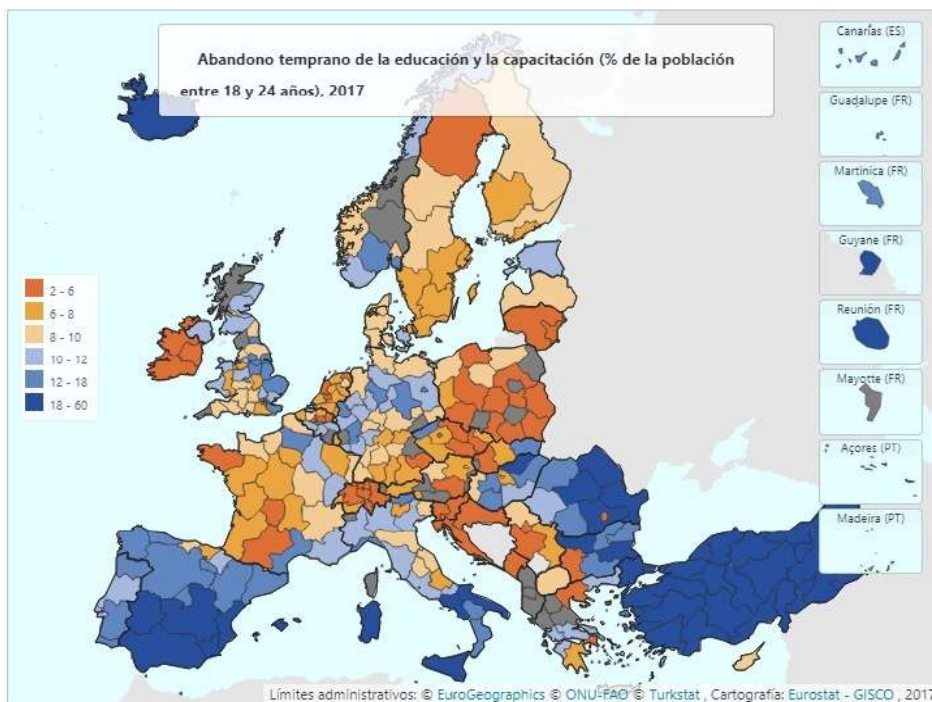 Abandono temprano de la educación y la capacitación (% de la población
entre 18 y 24 años), 2017
Canarias (ES)
Guadalupe (FR)
Martinica (FR)
Guyane (FR)
Reunión (FR)
Mayotte (FR)
Açores (PT)
Madeira (PT)
2 - 6
6 - 8
8 - 10
10 - 12
12 - 18
18 - 60
Límites administrativos: © EuroGeographics © ONU-FAO © Turkstat , Cartografía: Eurostat - GISCO , 2017